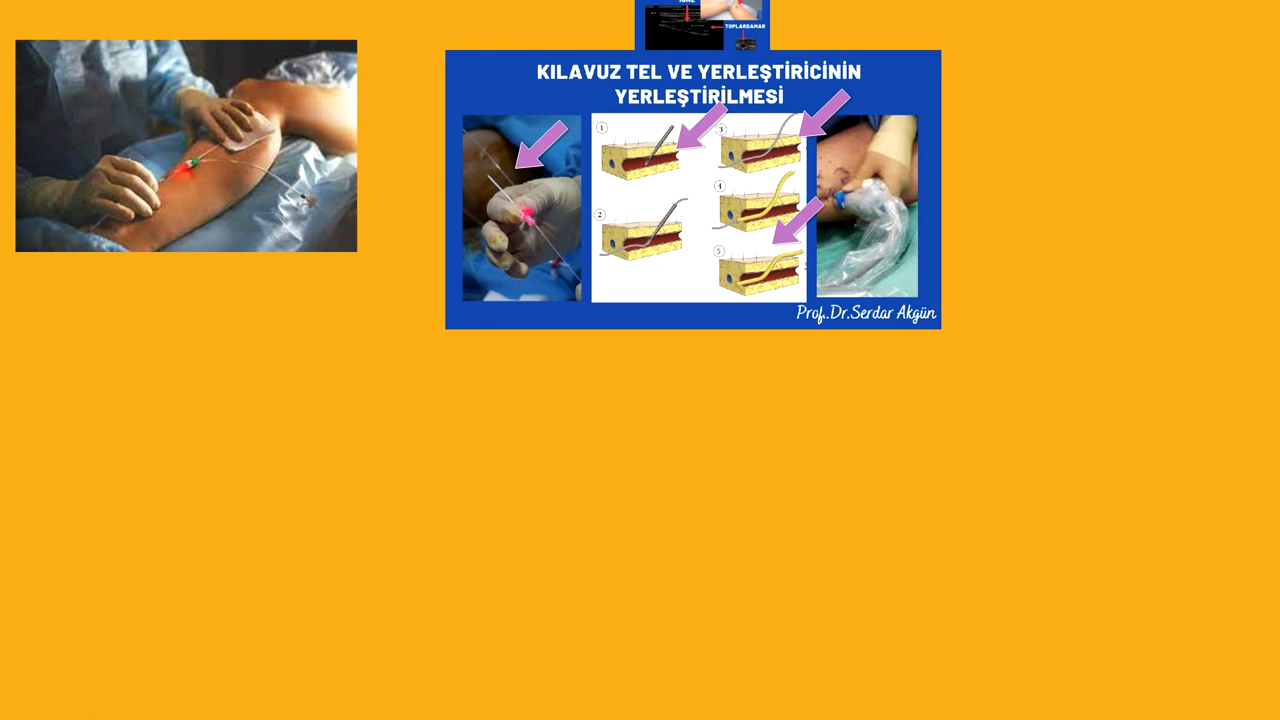 TOPLARDAMAR
KILAVUZ TEL VE YERLEŞTİRİCİNİN
YERLEŞTİRİLMESİ
1
3
4
2
5
Prof.Dr.Serdar Akgün